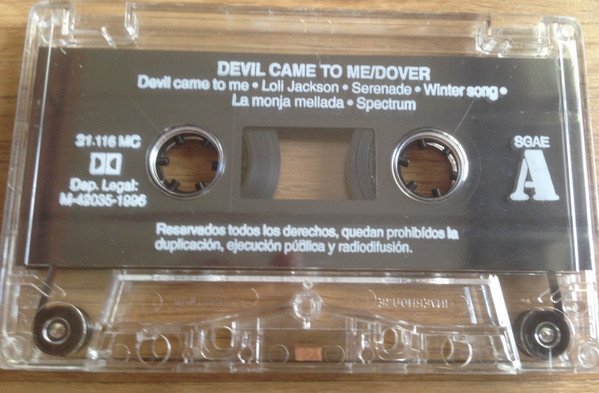 DEVIL CAME TO ME/DOVER
Devil came to me • Loli Jackson • Serenade • Winter song •
La monja mellada • Spectrum
21.116 MC
SGAE
A
Dep. Legal:
M-42035-1996
Reservados todos los derechos, quedan prohibidos la
duplicación, ejecución pública y radiodifusión.